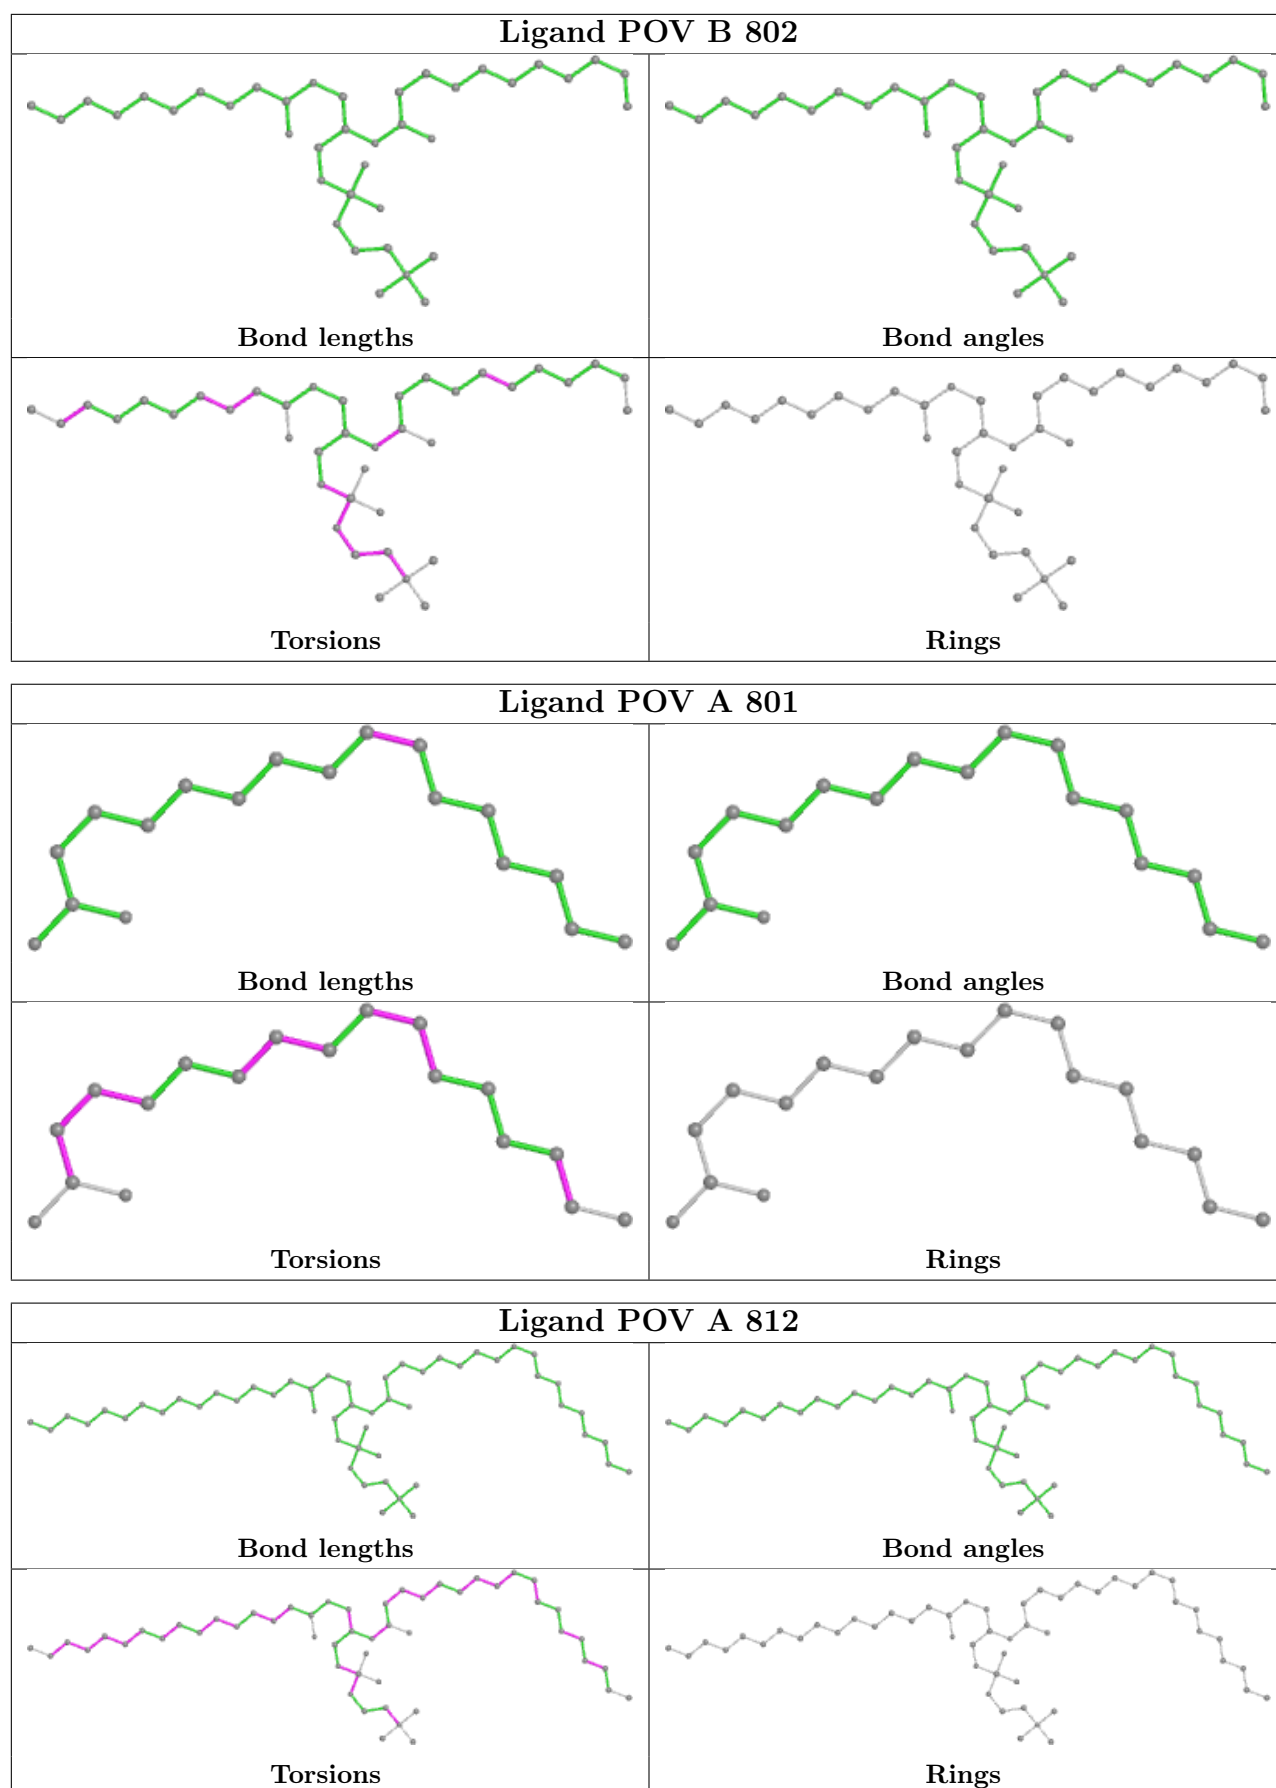 Ligand POV B 802
Bond lengths
Bond angles
Torsions
Rings
Ligand POV A 801
Bond lengths
Bond angles
Torsions
Rings
Ligand POV A 812
Bond lengths
Bond angles
Torsions
Rings